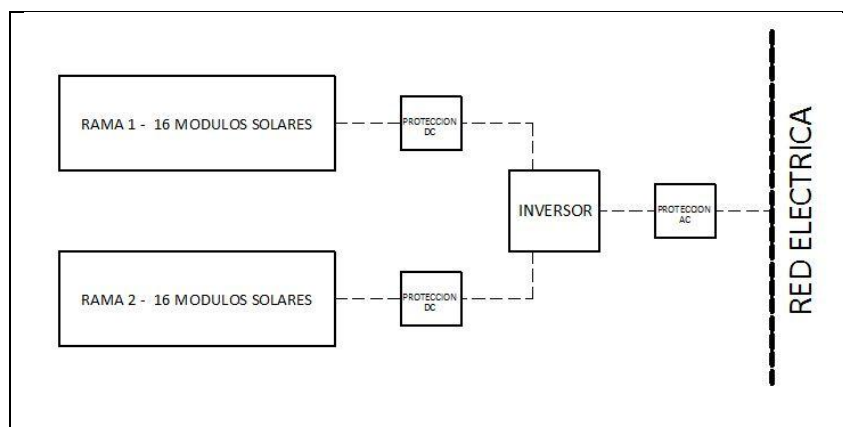 RAMA 1 - 16 MODULOS SOLARES
PROTECCION
DC
INVERSOR
PROTECCION
AC
RED ELECTRICA
RAMA 2 - 16 MODULOS SOLARES
PROTECCION
DC